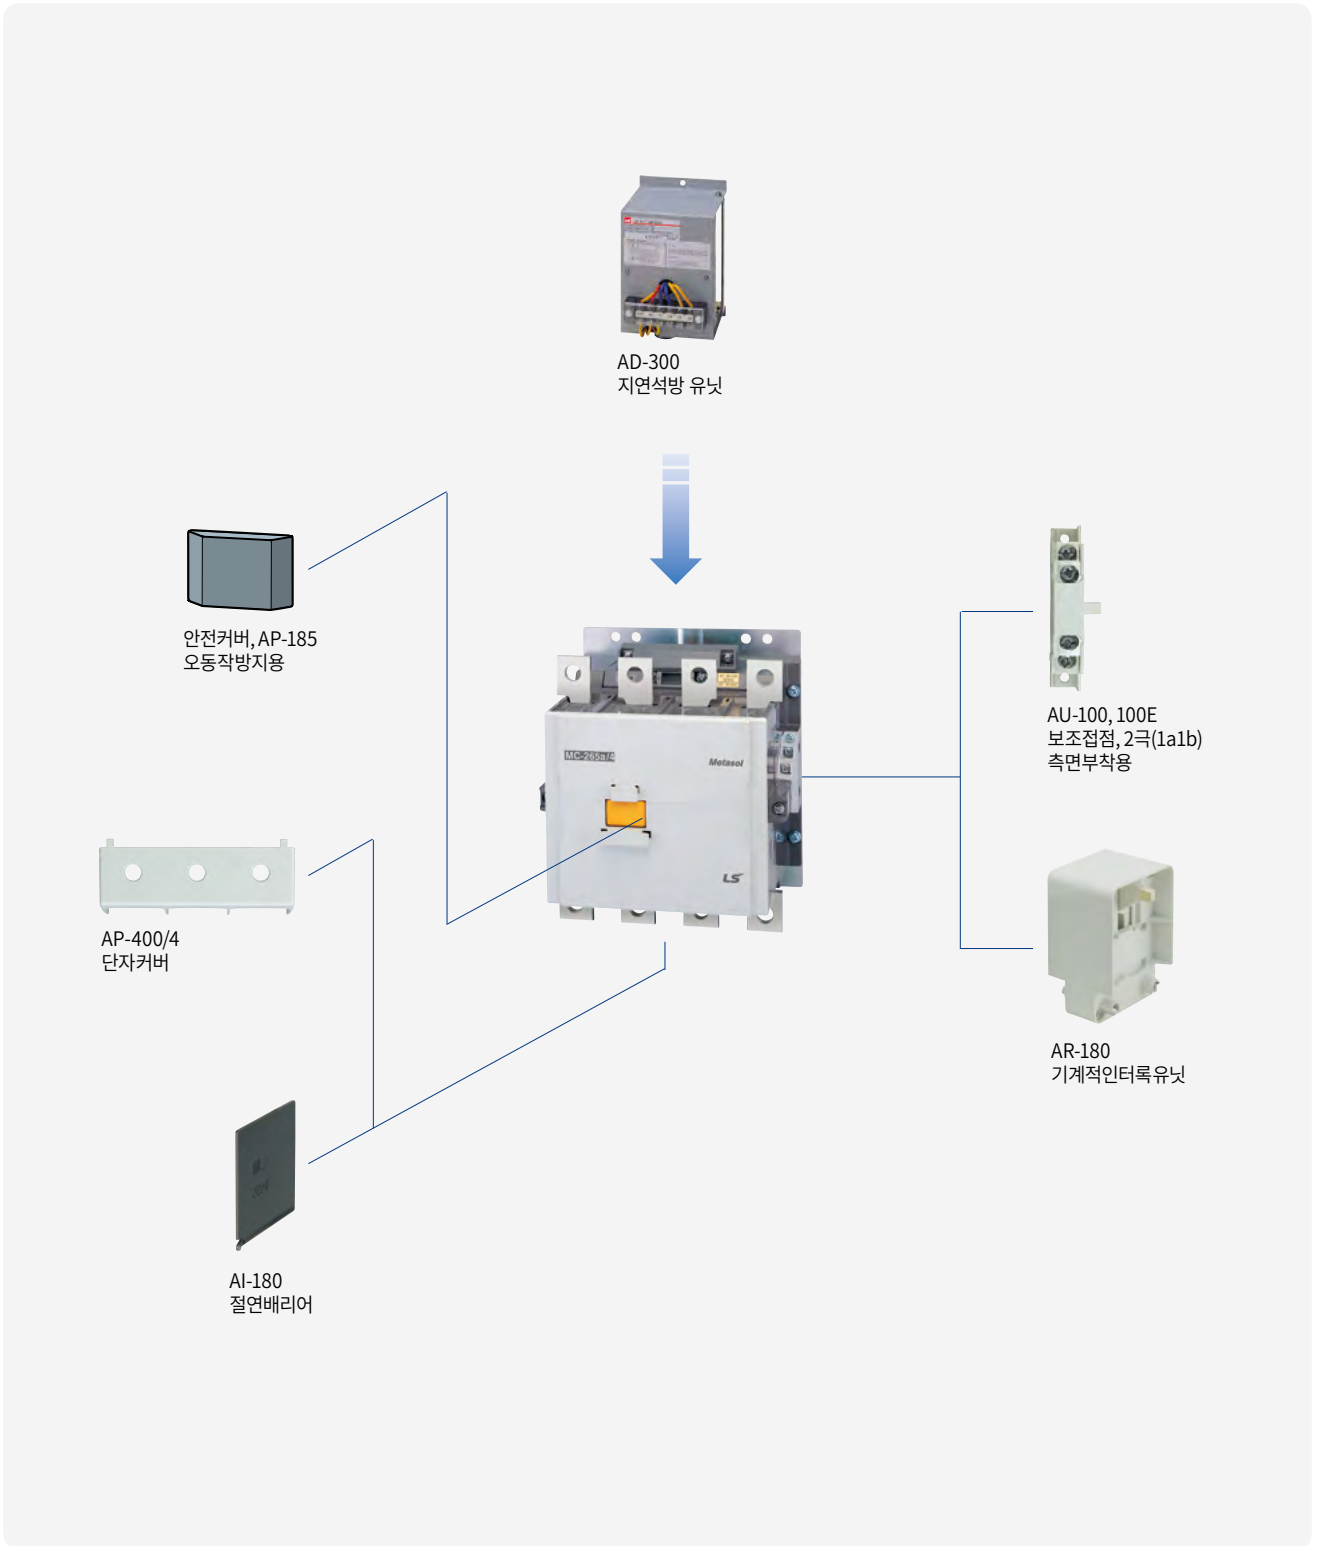 AD-300
지연석방 유닛
안전커버, AP-185
오동작방지용
AU-100, 100E
보조접점, 2극(1a1b)
측면부착용
MC-265a/4
Metasol
LS
AP-400/4
단자커버
AR-180
기계적인터록유닛
AI-180
절연배리어